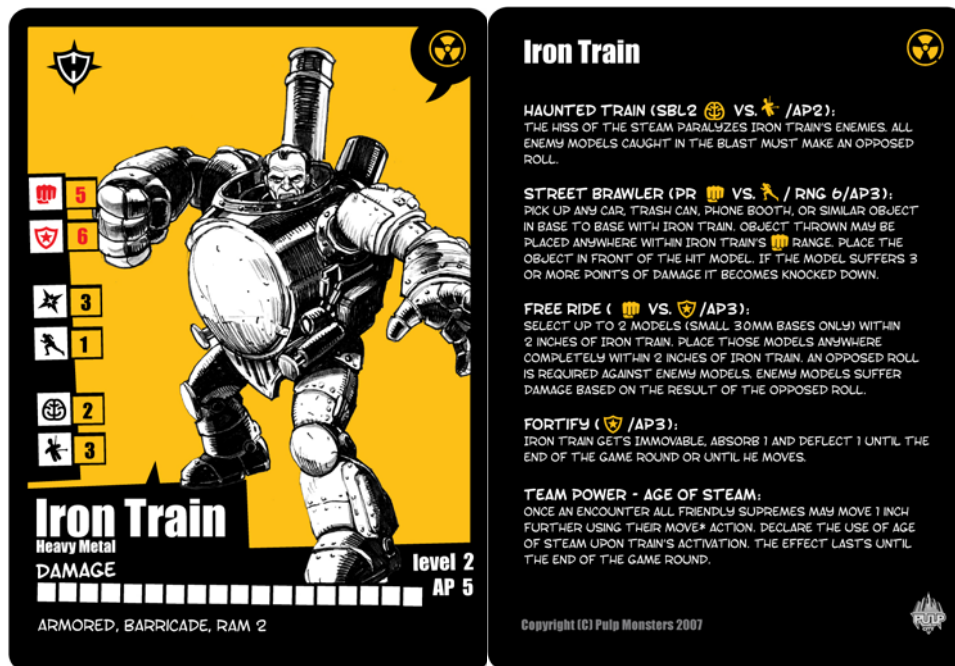 5
6
3
1
2
3
Iron Train
Heavy Metal
DAMAGE
level 2
AP 5
ARMORED, BARRICADE, RAM 2
Iron Train
HAUNTED TRAIN (SBL2 VS. /AP2):
THE HISS OF THE STEAM PARALYZES IRON TRAIN'S ENEMIES. ALL
ENEMY MODELS CAUGHT IN THE BLAST MUST MAKE AN OPPOSED
ROLL.
STREET BRAWLER (PR VS. / RNG 6/AP3):
PICK UP ANY CAR, TRASH CAN, PHONE BOOTH, OR SIMILAR OBJECT
IN BASE TO BASE WITH IRON TRAIN. OBJECT THROWN MAY BE
PLACED ANYWHERE WITHIN IRON TRAIN'S RANGE. PLACE THE
OBJECT IN FRONT OF THE HIT MODEL. IF THE MODEL SUFFERS 3
OR MORE POINTS OF DAMAGE IT BECOMES KNOCKED DOWN.
FREE RIDE ( VS. /AP3):
SELECT UP TO 2 MODELS (SMALL 30MM BASES ONLY) WITHIN
2 INCHES OF IRON TRAIN. PLACE THOSE MODELS ANYWHERE
COMPLETELY WITHIN 2 INCHES OF IRON TRAIN. AN OPPOSED ROLL
IS REQUIRED AGAINST ENEMY MODELS. ENEMY MODELS SUFFER
DAMAGE BASED ON THE RESULT OF THE OPPOSED ROLL.
FORTIFY ( /AP3):
IRON TRAIN GETS IMMOVABLE, ABSORB 1 AND DEFLECT 1 UNTIL THE
END OF THE GAME ROUND OR UNTIL HE MOVES.
TEAM POWER - AGE OF STEAM:
ONCE AN ENCOUNTER ALL FRIENDLY SUPREMES MAY MOVE 1 INCH
FURTHER USING THEIR MOVE* ACTION. DECLARE THE USE OF AGE
OF STEAM UPON TRAIN'S ACTIVATION. THE EFFECT LASTS UNTIL
THE END OF THE GAME ROUND.
Copyright (C) Pulp Monsters 2007
PULP